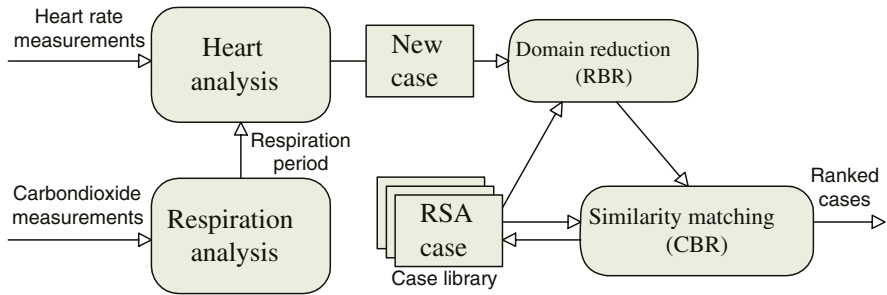 Heart rate
measurements
Heart
analysis
New
case
Domain reduction
(RBR)
Respiration
period
Carbondioxide
measurements
Respiration
analysis
RSA
case
Case library
Similarity matching
(CBR)
Ranked
cases